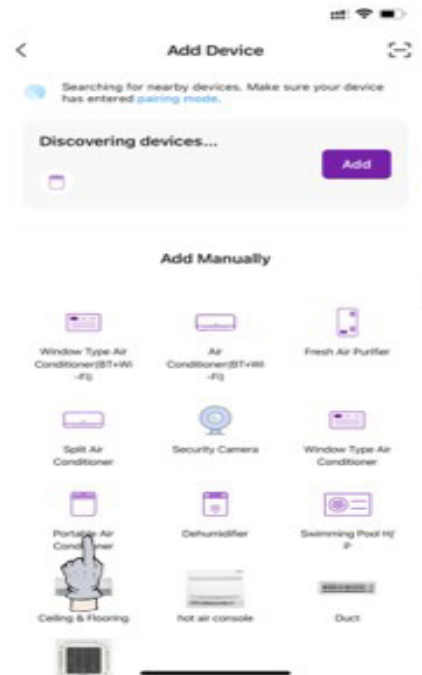 Add Device
Searching for nearby devices. Make sure your device
has entered pairing mode.
Discovering devices...
Add
Add Manually
Window Type Air
Conditioner(BT+Wi
-Fi)
Air
Conditioner(BT+Wi
-Fi)
Fresh Air Purifier
Split Air
Conditioner
Security Camera
Window Type Air
Conditioner
Portable Air
Conditioner
Dehumidifier
Swimming Pool H/
P
Ceiling & Flooring
hot air console
Duct